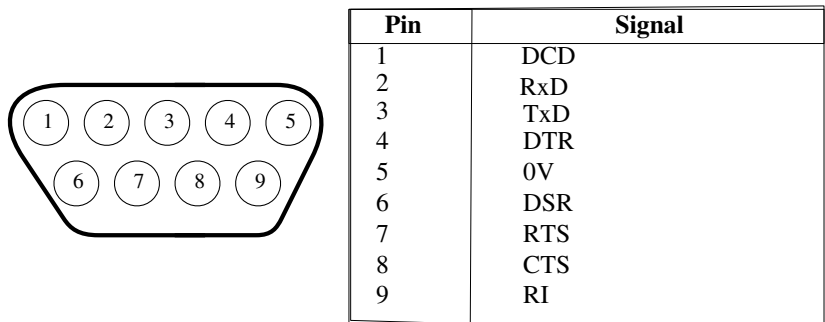 1 2 3 4 5
6 7 8 9
Pin Signal
1 DCD
2 RxD
3 TxD
4 DTR
5 0V
6 DSR
7 RTS
8 CTS
9 RI